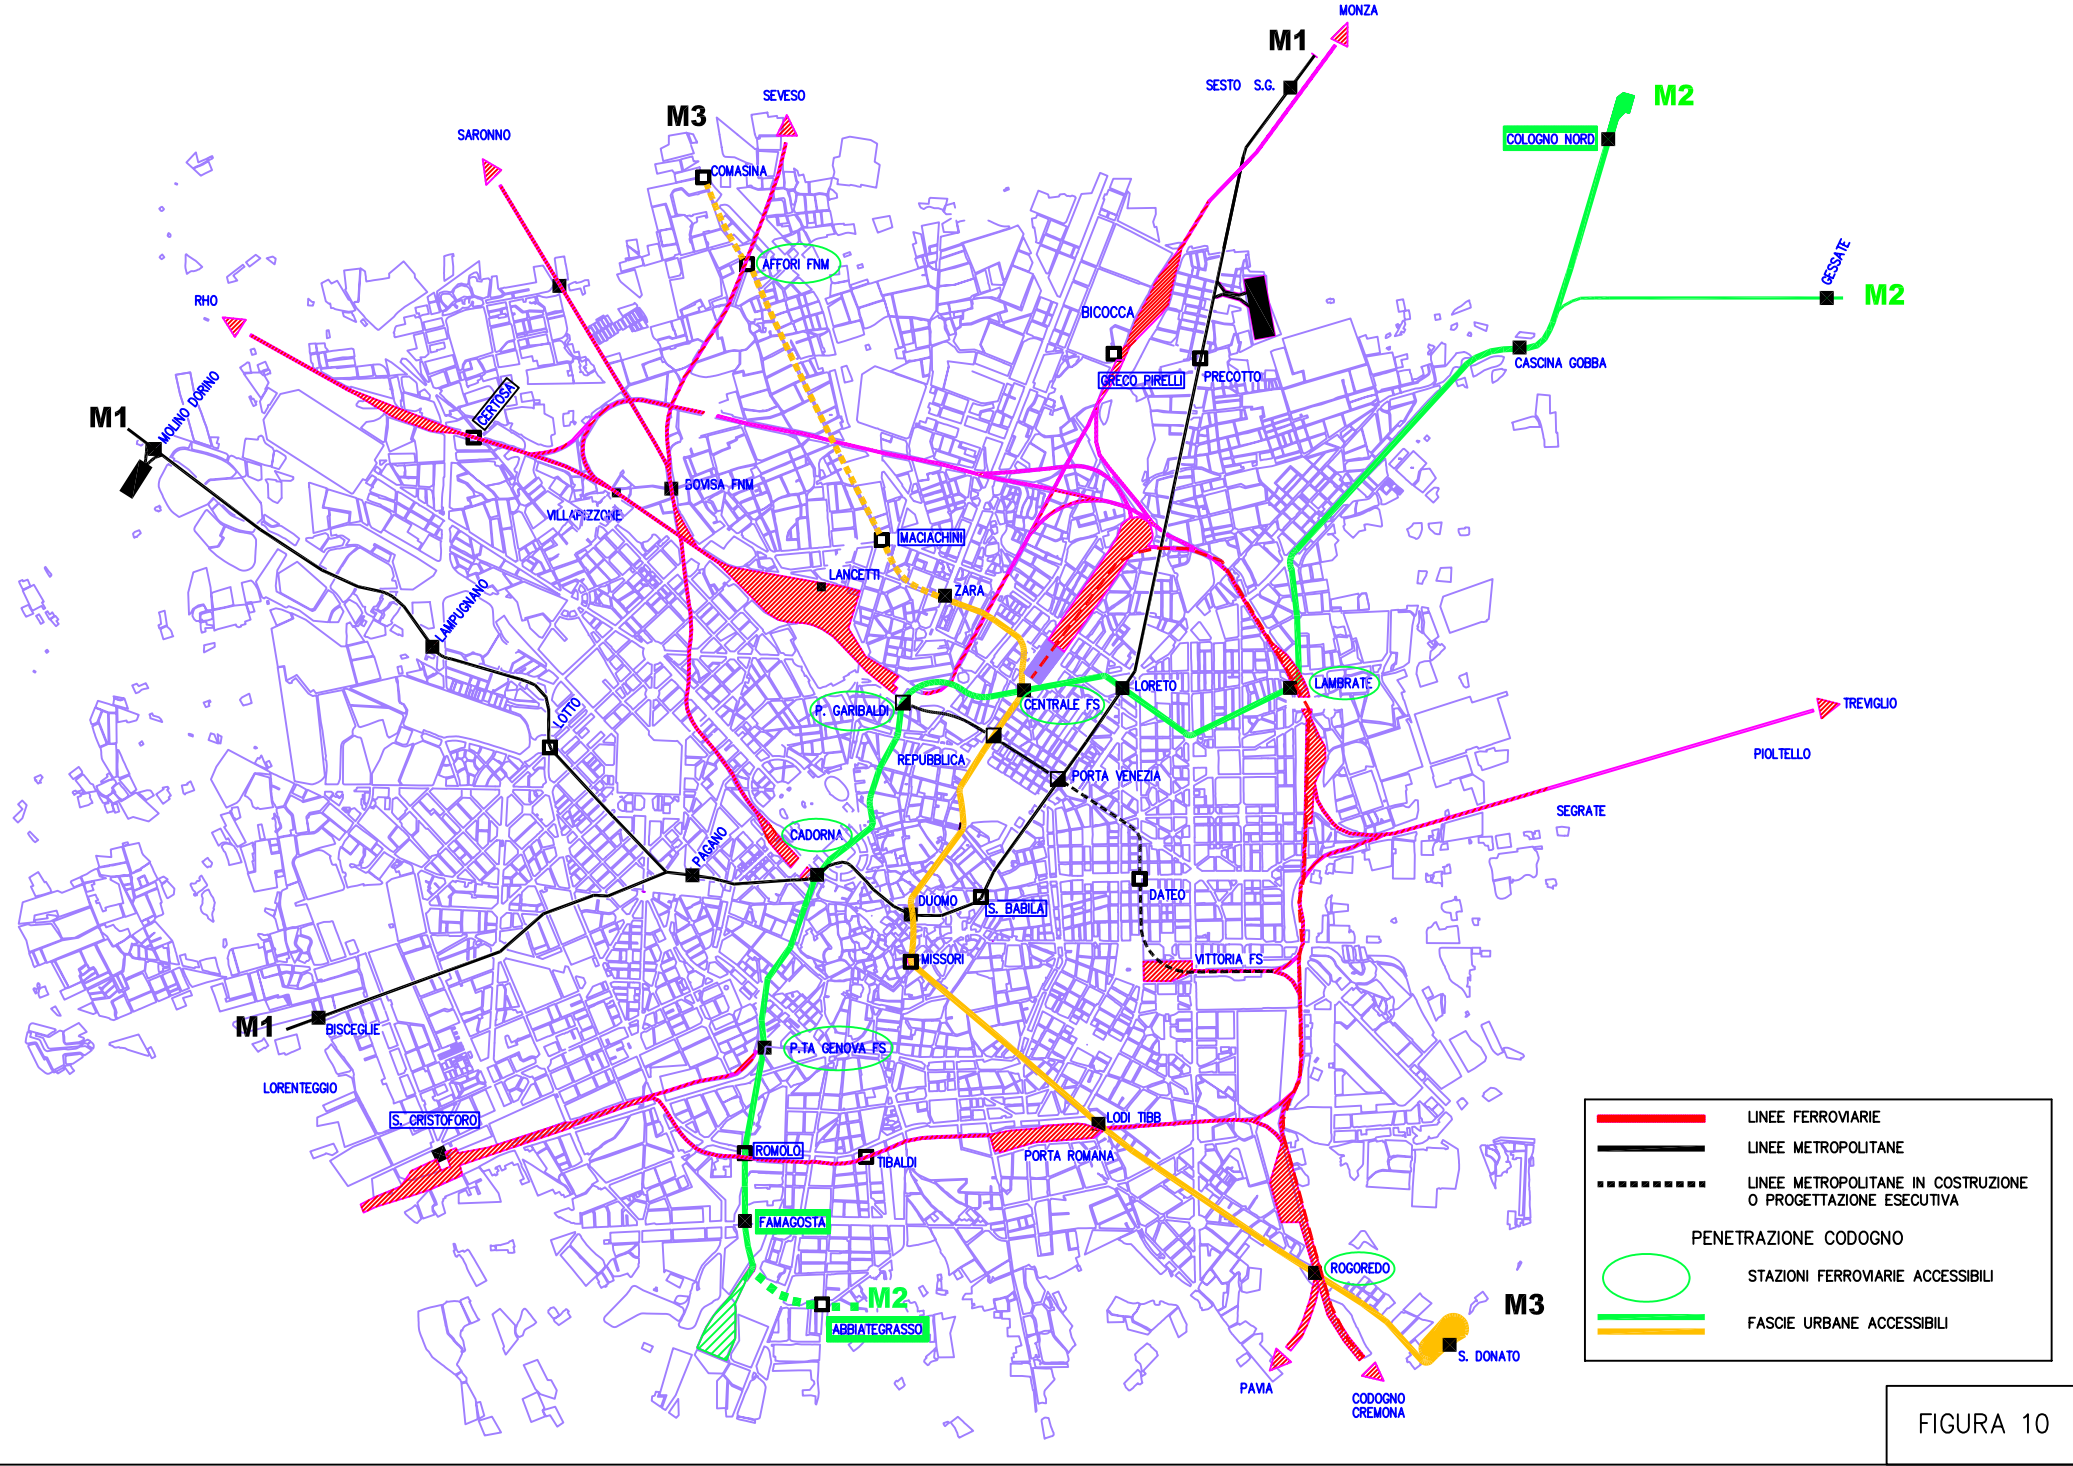 MONZA
M1
SESTO S.G.
M2
COLOGNO NORD
SEVESO
M3
SARONNO
COMASINA
AFFORI FNM
GESSATE
M2
RHO
BICOCCA
CASCINA GOBBA
GRECO PIRELLI
PRECOTTO
MOLINO DORINO
CERTOSA
M1
BOVISA FNM
VILLAPIZZONE
MACIACHINI
LANCETTI
ZARA
LAMPUGNANO
LORETO
LAMBRATE
P. GARIBALDI
CENTRALE FS
TREVIGLIO
LOTTO
REPUBBLICA
PORTA VENEZIA
PIOLTELLO
SEGRATE
CADORNA
PAGANO
DUOMO
S. BABILA
DATEO
MISSORI
VITTORIA FS
M1
BISCEGLIE
P.TA GENOVA FS
LORENTEGGIO
S. CRISTOFORO
LODI TIBB
ROMOLO
TIBALDI
PORTA ROMANA
FAMAGOSTA
ROGOREDO
M2
ABBIATEGRASSO
M3
S. DONATO
PAVIA
CODOGNO
CREMONA
LINEE FERROVIARIE
LINEE METROPOLITANE
LINEE METROPOLITANE IN COSTRUZIONE
O PROGETTAZIONE ESECUTIVA
PENETRAZIONE CODOGNO
STAZIONI FERROVIARIE ACCESSIBILI
FASCIE URBANE ACCESSIBILI
FIGURA 10